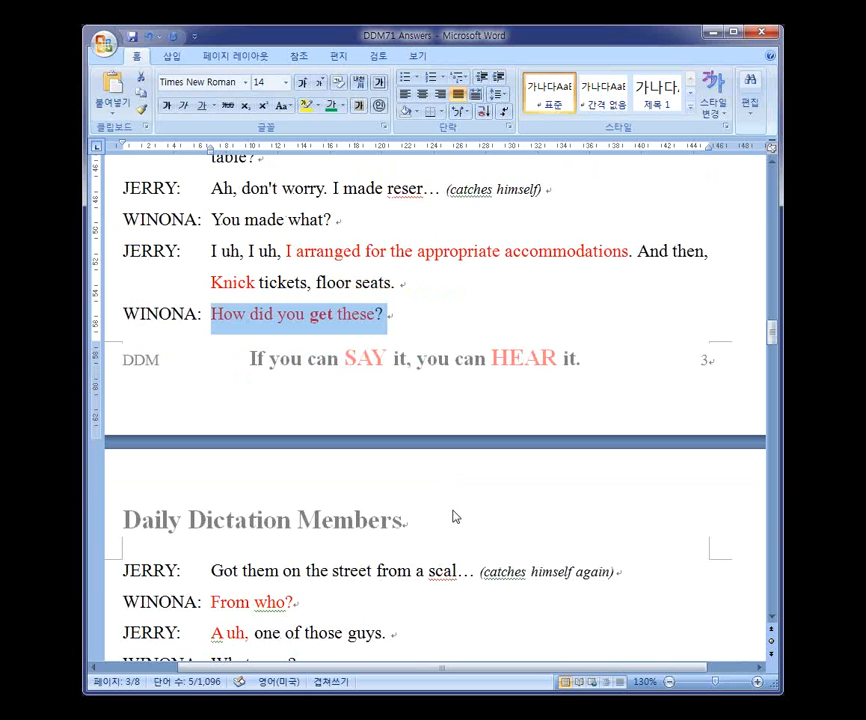 DDM71 Answers - Microsoft Word
홈 삽입 페이지 레이아웃 참조 편지 검토 보기
붙여넣기
Times New Roman 14
가나다AaB 가나다AaB 가나다
표준 간격 없음 제목 1
스타일 변경
편집
클립보드 글꼴 단락 스타일
table?
JERRY: Ah, don't worry. I made reser… (catches himself)
WINONA: You made what?
JERRY: I uh, I uh, I arranged for the appropriate accommodations. And then,
Knick tickets, floor seats.
WINONA: How did you get these?
DDM If you can SAY it, you can HEAR it. 3
Daily Dictation Members
JERRY: Got them on the street from a scal… (catches himself again)
WINONA: From who?
JERRY: A uh, one of those guys.
페이지: 3/8 단어 수: 5/1,096 영어(미국) 겹쳐쓰기 130%